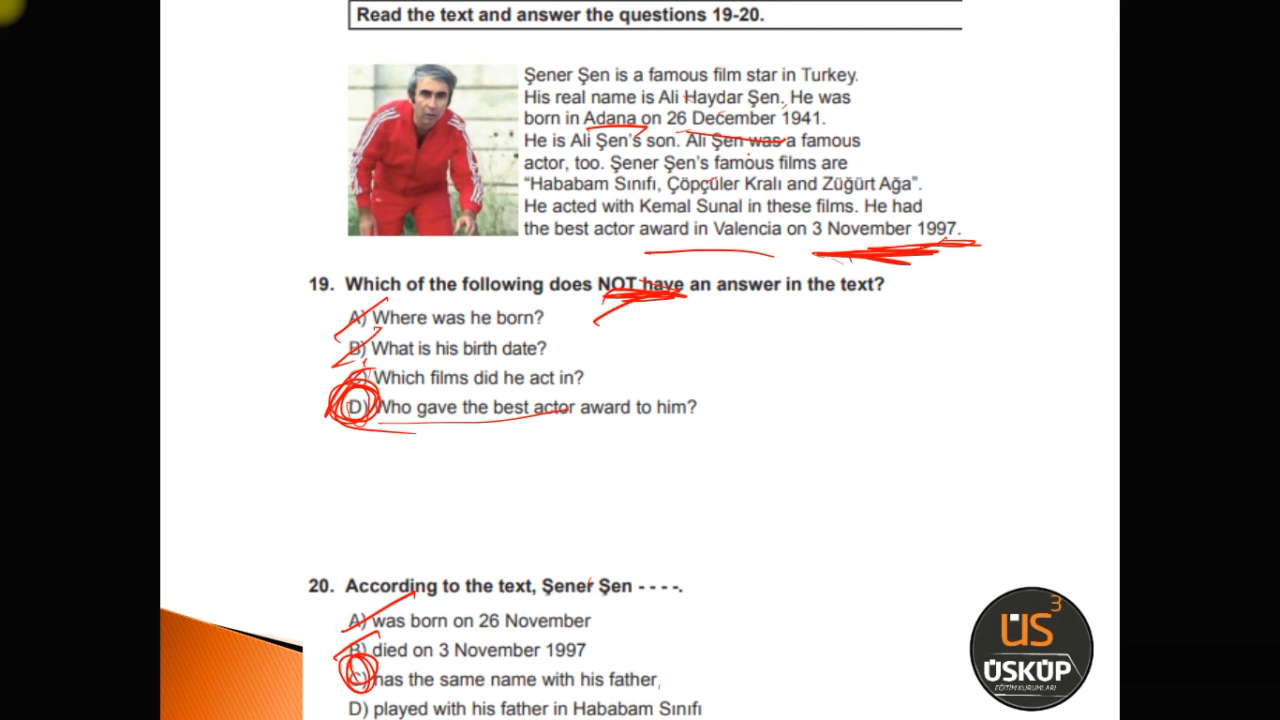 Read the text and answer the questions 19-20.
Şener Şen is a famous film star in Turkey.
His real name is Ali Haydar Şen. He was
born in Adana on 26 December 1941.
He is Ali Şen's son. Ali Şen was a famous
actor, too. Şener Şen's famous films are
“Hababam Sınıfı, Çöpçüler Kralı and Züğürt Ağa”.
He acted with Kemal Sunal in these films. He had
the best actor award in Valencia on 3 November 1997.
19. Which of the following does NOT have an answer in the text?
A) Where was he born?
B) What is his birth date?
C) Which films did he act in?
D) Who gave the best actor award to him?
20. According to the text, Şener Şen - - - -.
A) was born on 26 November
B) died on 3 November 1997
C) has the same name with his father
D) played with his father in Hababam Sınıfı
üs3
ÜSKÜP
EĞİTİM KURUMLARI